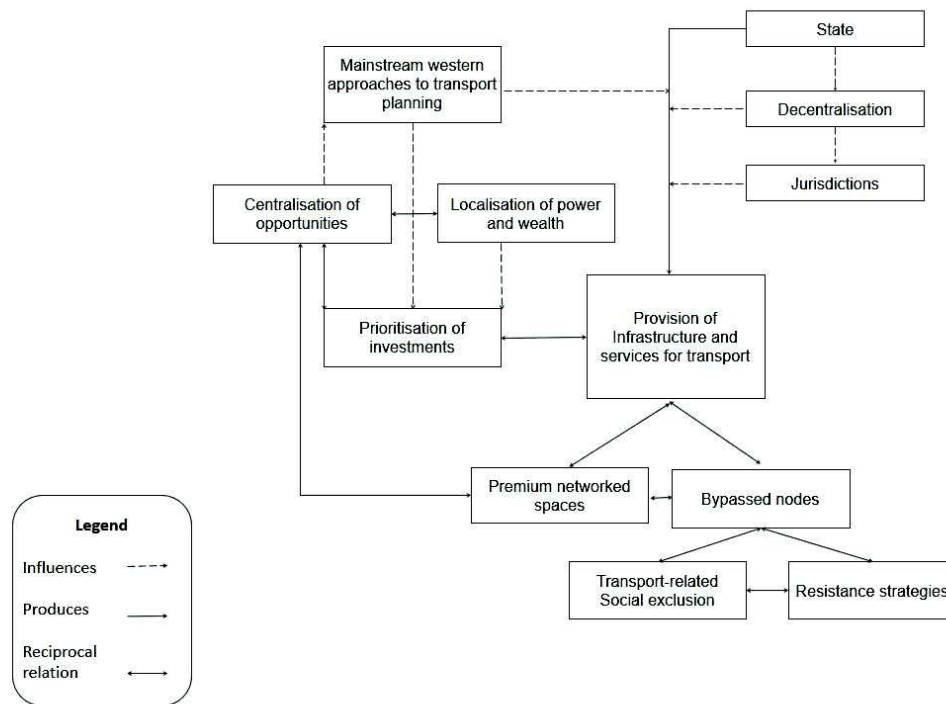 State
Mainstream western
approaches to transport
planning
Decentralisation
Jurisdictions
Centralisation of
opportunities
Localisation of power
and wealth
Provision of
Infrastructure and
services for transport
Prioritisation of
investments
Premium networked
spaces
Bypassed nodes
Transport-related
Social exclusion
Resistance strategies
Legend
Influences
Produces
Reciprocal
relation